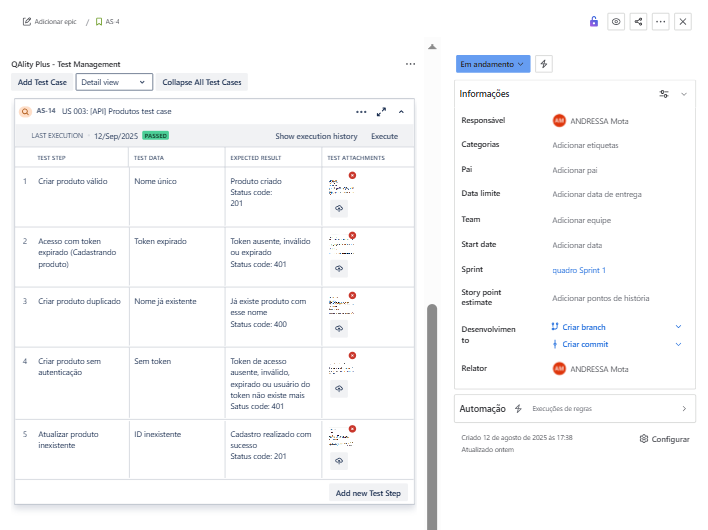 Adicionar epic / AS-4
QAlity Plus - Test Management
Add Test Case
Detail view
Collapse All Test Cases
AS-14 US 003: [API] Produtos test case
LAST EXECUTION - 12/Sep/2025 PASSED
Show execution history
Execute
TEST STEP TEST DATA EXPECTED RESULT TEST ATTACHMENTS
1 Criar produto válido
Nome único
Produto criado
Status code:
201
2 Acesso com token
expirado (Cadastrando
produto)
Token expirado
Token ausente, inválido
ou expirado
Status code: 401
3 Criar produto duplicado
Nome já existente
Já existe produto com
esse nome
Status code: 400
4 Criar produto sem
autenticação
Sem token
Token de acesso
ausente, inválido,
expirado ou usuário do
token não existe mais
Satus code: 401
5 Atualizar produto
inexistente
ID inexistente
Cadastro realizado com
sucesso
Status code: 201
Add new Test Step
Em andamento
Informações
Responsável
AM ANDRESSA Mota
Categorias
Adicionar etiquetas
Pai
Adicionar pai
Data limite
Adicionar data de entrega
Team
Adicionar equipe
Start date
Adicionar data
Sprint
quadro Sprint 1
Story point
estimate
Adicionar pontos de história
Desenvolvimen
to
Criar branch
Criar commit
Relator
AM ANDRESSA Mota
Automação
Execuções de regras
Criado 12 de agosto de 2025 às 17:38
Atualizado ontem
Configurar